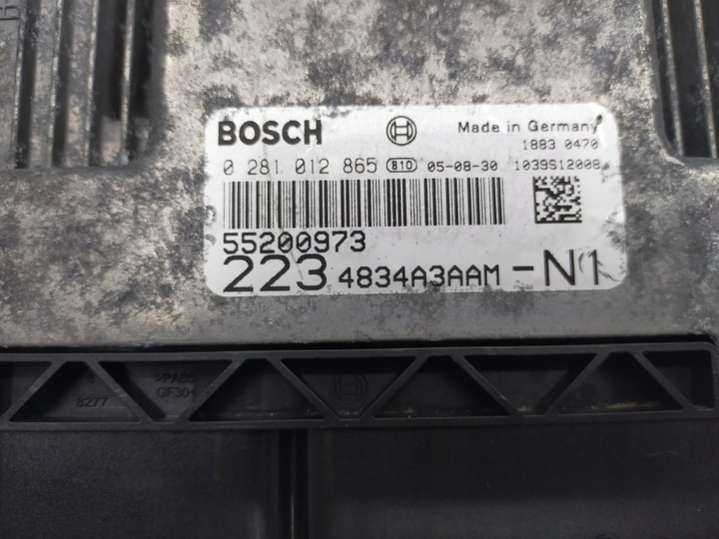 BOSCH Made in Germany
1883 0470
0 281 012 865 810 05-08-30 1039S12008
55200973
223 4834A3AAM -N1
8277